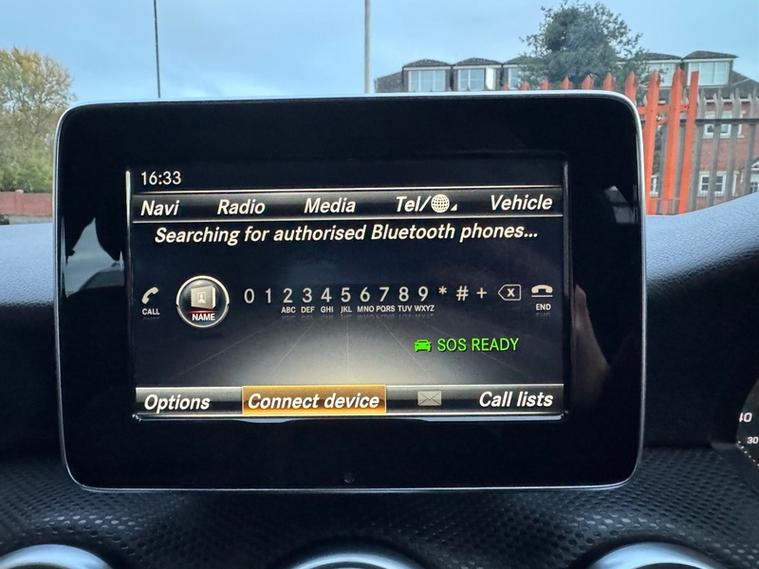 16:33
Navi Radio Media Tel/ Vehicle
Searching for authorised Bluetooth phones...
0 1 2 3 4 5 6 7 8 9 * # + X
CALL NAME ABC DEF GHI JKL MNO PQRS TUV WXYZ END
SOS READY
Options Connect device Call lists
40
30